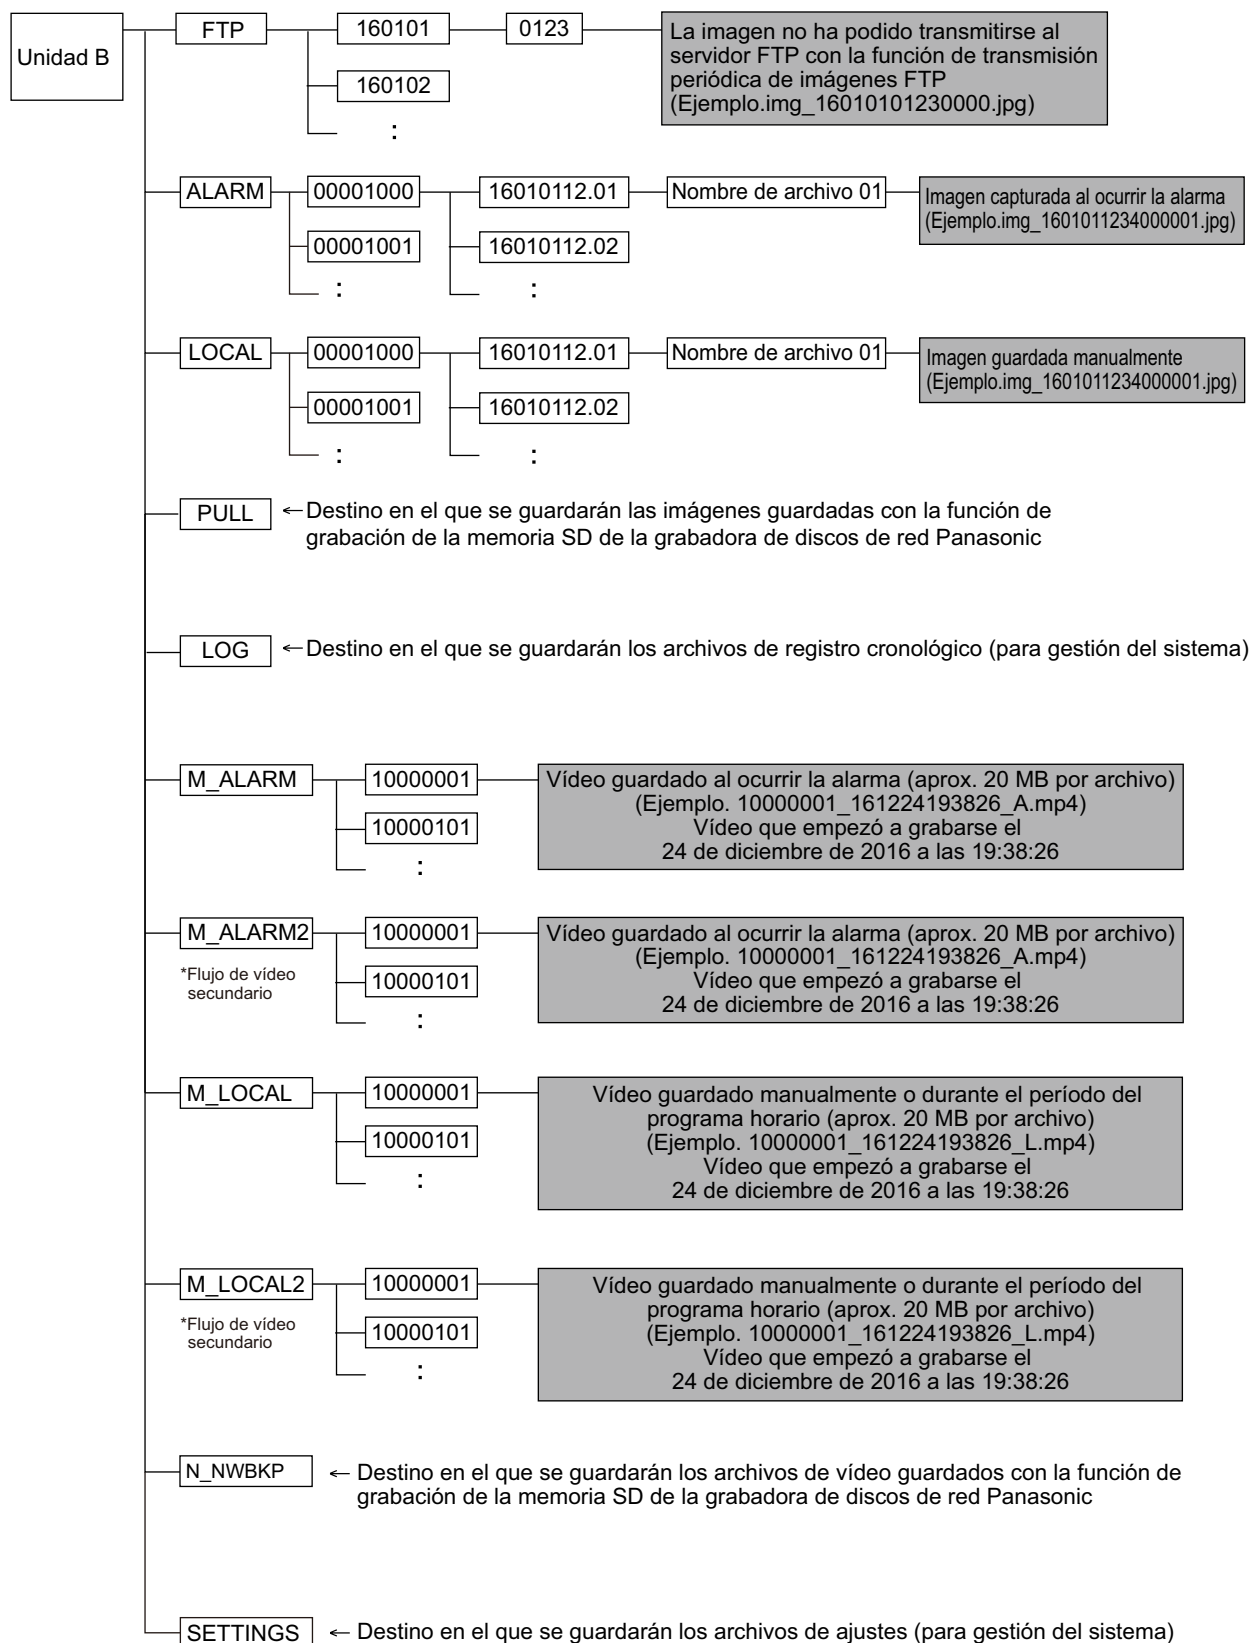 Unidad B
FTP
160101
0123
La imagen no ha podido transmitirse al
servidor FTP con la función de transmisión
periódica de imágenes FTP
(Ejemplo.img_16010101230000.jpg)
160102
:
ALARM
00001000
16010112.01
Nombre de archivo 01
Imagen capturada al ocurrir la alarma
(Ejemplo.img_1601011234000001.jpg)
00001001
16010112.02
:
:
LOCAL
00001000
16010112.01
Nombre de archivo 01
Imagen guardada manualmente
(Ejemplo.img_1601011234000001.jpg)
00001001
16010112.02
:
:
PULL
←Destino en el que se guardarán las imágenes guardadas con la función de
grabación de la memoria SD de la grabadora de discos de red Panasonic
LOG
←Destino en el que se guardarán los archivos de registro cronológico (para gestión del sistema)
M_ALARM
10000001
Vídeo guardado al ocurrir la alarma (aprox. 20 MB por archivo)
(Ejemplo. 10000001_161224193826_A.mp4)
Vídeo que empezó a grabarse el
24 de diciembre de 2016 a las 19:38:26
10000101
:
M_ALARM2
*Flujo de vídeo
secundario
10000001
Vídeo guardado al ocurrir la alarma (aprox. 20 MB por archivo)
(Ejemplo. 10000001_161224193826_A.mp4)
Vídeo que empezó a grabarse el
24 de diciembre de 2016 a las 19:38:26
10000101
:
M_LOCAL
10000001
Vídeo guardado manualmente o durante el período del
programa horario (aprox. 20 MB por archivo)
(Ejemplo. 10000001_161224193826_L.mp4)
Vídeo que empezó a grabarse el
24 de diciembre de 2016 a las 19:38:26
10000101
:
M_LOCAL2
*Flujo de vídeo
secundario
10000001
Vídeo guardado manualmente o durante el período del
programa horario (aprox. 20 MB por archivo)
(Ejemplo. 10000001_161224193826_L.mp4)
Vídeo que empezó a grabarse el
24 de diciembre de 2016 a las 19:38:26
10000101
:
N_NWBKP
← Destino en el que se guardarán los archivos de vídeo guardados con la función de
grabación de la memoria SD de la grabadora de discos de red Panasonic
SETTINGS
← Destino en el que se guardarán los archivos de ajustes (para gestión del sistema)